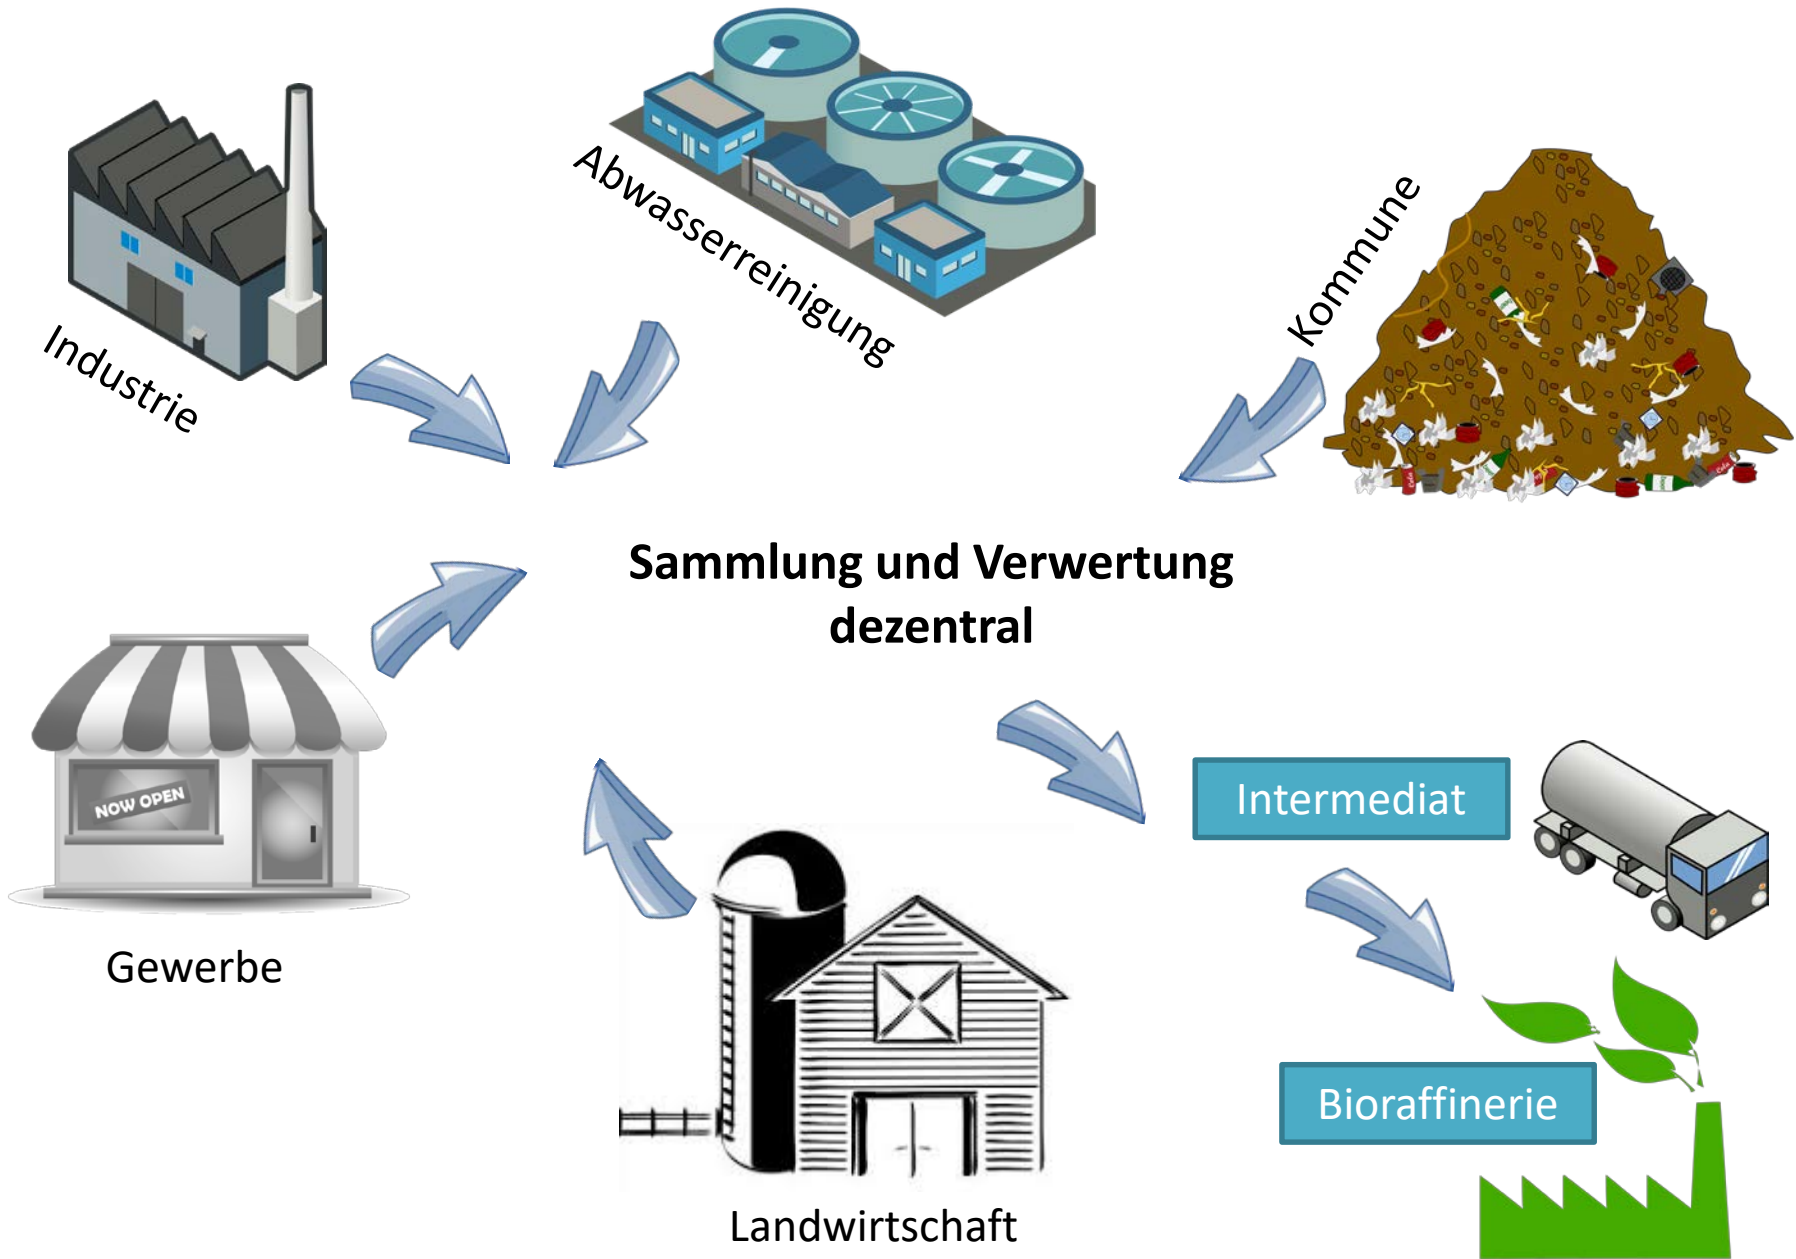 Industrie
Abwasserreinigung
Kommune
Sammlung und Verwertung
dezentral
NOW OPEN
Gewerbe
Landwirtschaft
Intermediat
Bioraffinerie